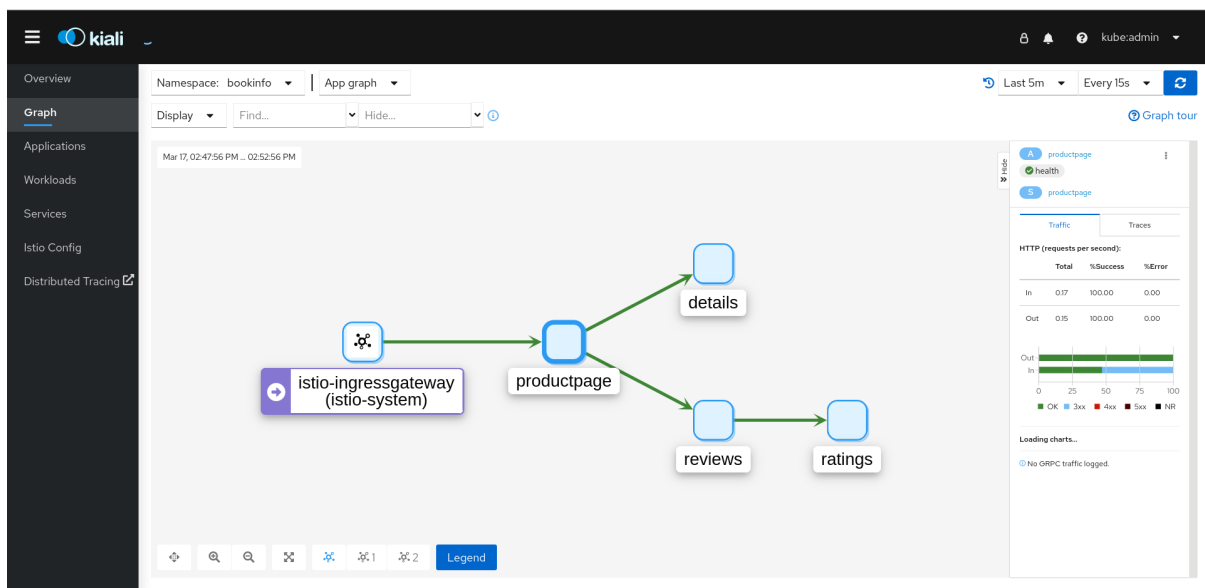 kiali
kube:admin
Overview
Graph
Applications
Workloads
Services
Istio Config
Distributed Tracing
Namespace: bookinfo
App graph
Last 5m
Every 15s
Display
Find...
Hide...
Graph tour
Mar 17, 02:47:56 PM ... 02:52:56 PM
details
istio-ingressgateway
(istio-system)
productpage
reviews
ratings
1
2
Legend
Hide
A productpage
health
S productpage
Traffic Traces
HTTP (requests per second):
Total %Success %Error
In 0.17 100.00 0.00
Out 0.15 100.00 0.00
Out
In
0 25 50 75 100
OK 3xx 4xx 5xx NR
Loading charts...
No GRPC traffic logged.